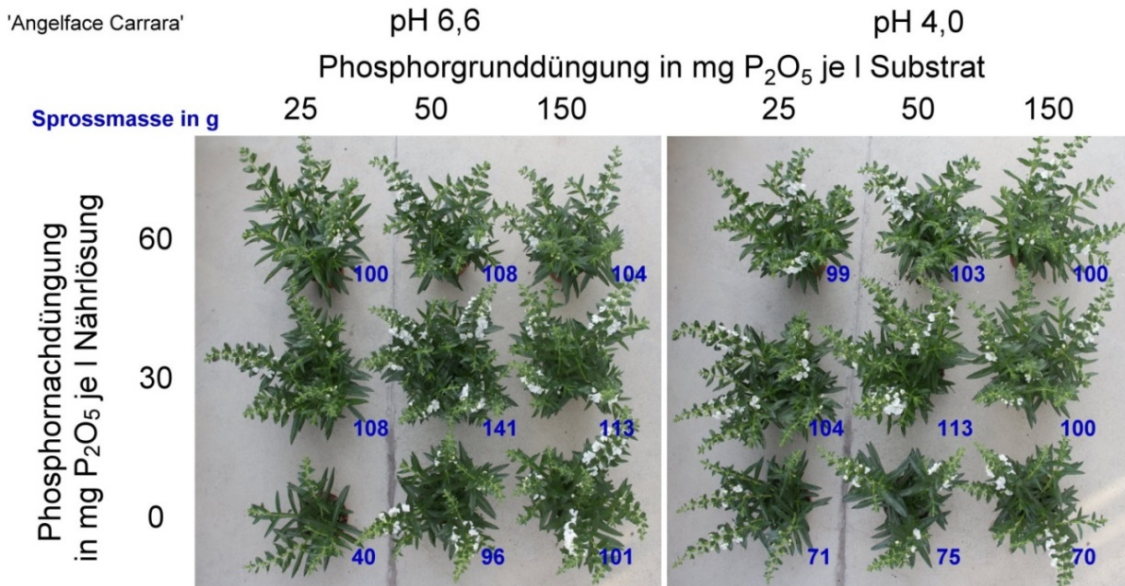 'Angelface Carrara'
pH 6,6
pH 4,0
Phosphorgrunddüngung in mg P₂O₅ je l Substrat
Sprossmasse in g
25 50 150 25 50 150
Phosphornachdüngung
in mg P₂O₅ je l Nährlösung
60
100 108 104 99 103 100
30
108 141 113 104 113 100
0
40 96 101 71 75 70